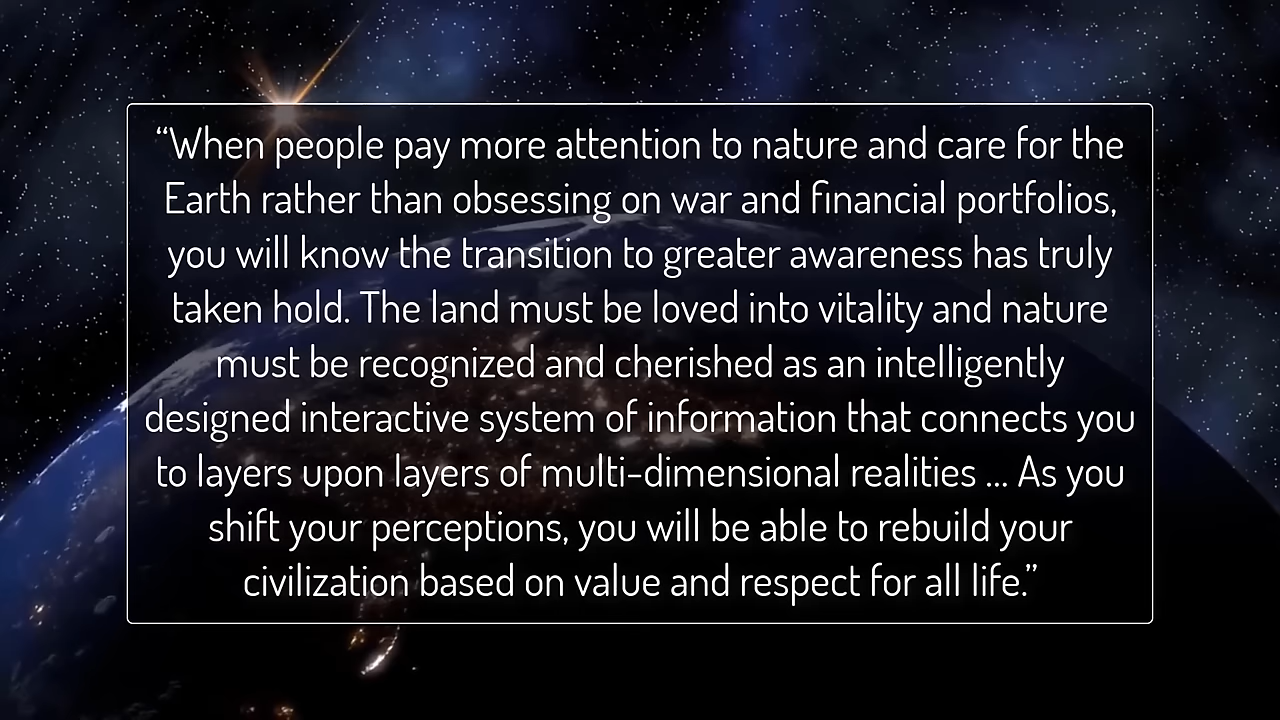 “When people pay more attention to nature and care for the
Earth rather than obsessing on war and financial portfolios,
you will know the transition to greater awareness has truly
taken hold. The land must be loved into vitality and nature
must be recognized and cherished as an intelligently
designed interactive system of information that connects you
to layers upon layers of multi-dimensional realities ... As you
shift your perceptions, you will be able to rebuild your
civilization based on value and respect for all life.”